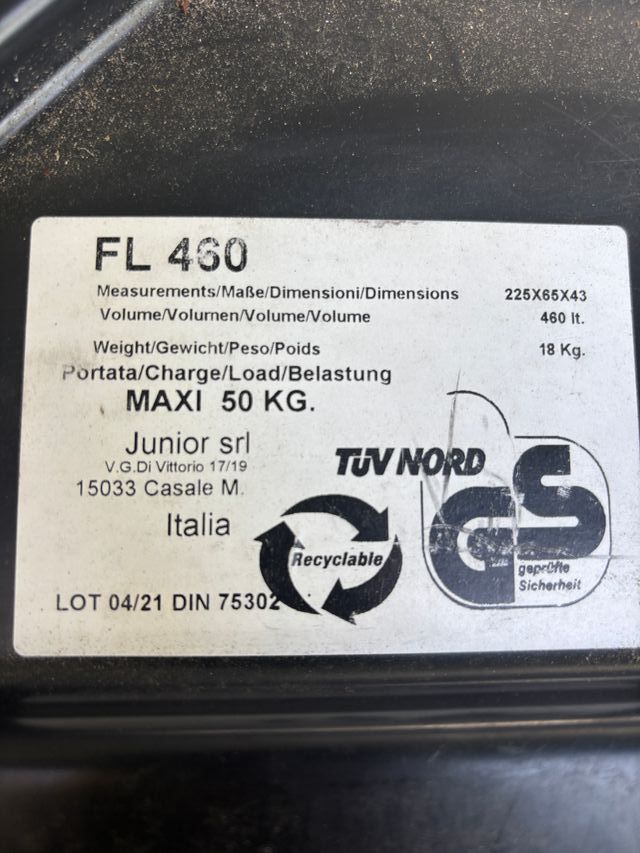 FL 460
Measurements/Maße/Dimensioni/Dimensions 225X65X43
Volume/Volumen/Volume/Volume 460 lt.
Weight/Gewicht/Peso/Poids 18 Kg.
Portata/Charge/Load/Belastung
MAXI 50 KG.
Junior srl
V.G.Di Vittorio 17/19
15033 Casale M.
Italia
TÜV NORD
GS
geprüfte
Sicherheit
Recyclable
LOT 04/21 DIN 75302